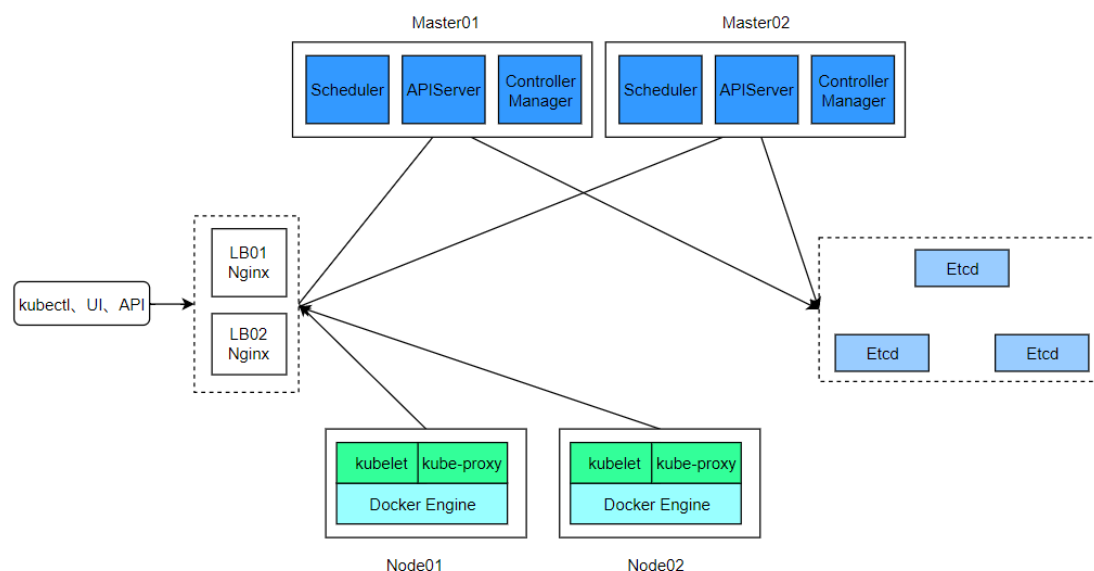 Master01
Master02
Scheduler
APIServer
Controller
Manager
Scheduler
APIServer
Controller
Manager
LB01
Nginx
LB02
Nginx
kubectl、UI、API
Etcd
Etcd
Etcd
kubelet
kube-proxy
Docker Engine
kubelet
kube-proxy
Docker Engine
Node01
Node02